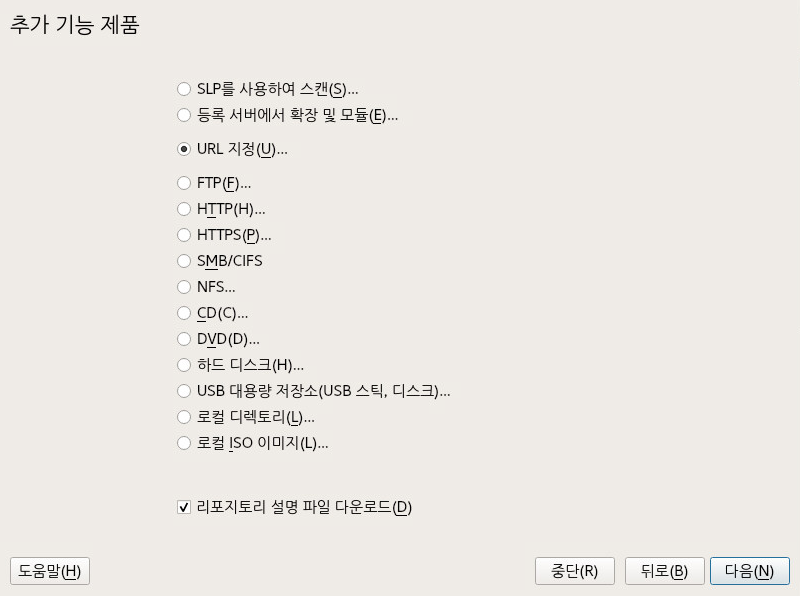 추가 기능 제품
SLP를 사용하여 스캔(S)...
등록 서버에서 확장 및 모듈(E)...
URL 지정(U)...
FTP(F)...
HTTP(H)...
HTTPS(P)...
SMB/CIFS
NFS...
CD(C)...
DVD(D)...
하드 디스크(H)...
USB 대용량 저장소(USB 스틱, 디스크)...
로컬 디렉토리(L)...
로컬 ISO 이미지(L)...
리포지토리 설명 파일 다운로드(D)
도움말(H) 중단(R) 뒤로(B) 다음(N)